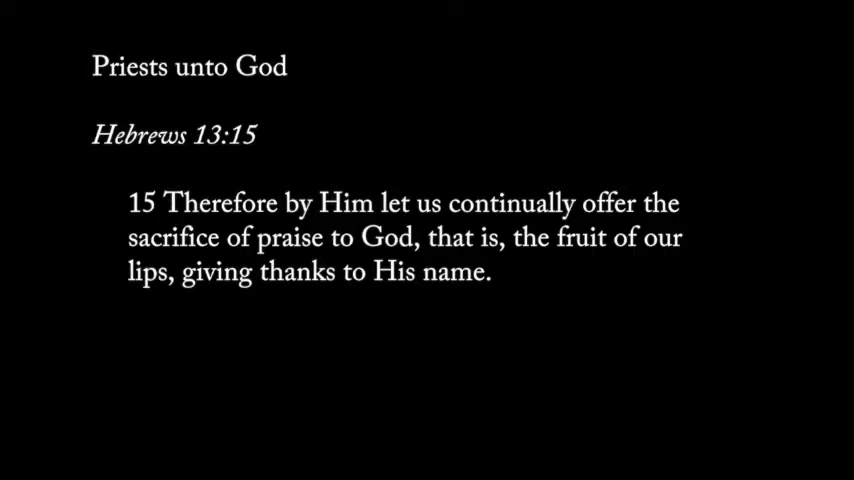 Priests unto God
Hebrews 13:15
15 Therefore by Him let us continually offer the
sacrifice of praise to God, that is, the fruit of our
lips, giving thanks to His name.